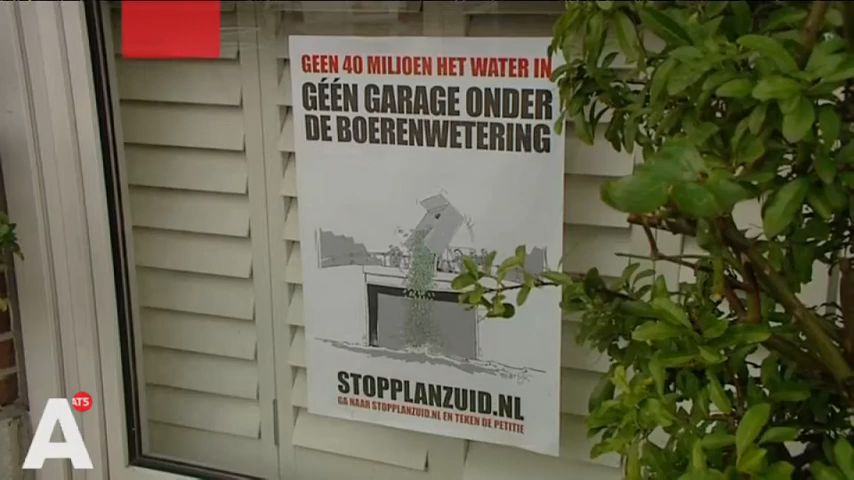 GEEN 40 MILJOEN HET WATER IN
GÉÉN GARAGE ONDER
DE BOERENWETERING
STOPPLANZUID.NL
GA NAAR STOPPLANZUID.NL EN TEKEN DE PETITIE
A
AT5